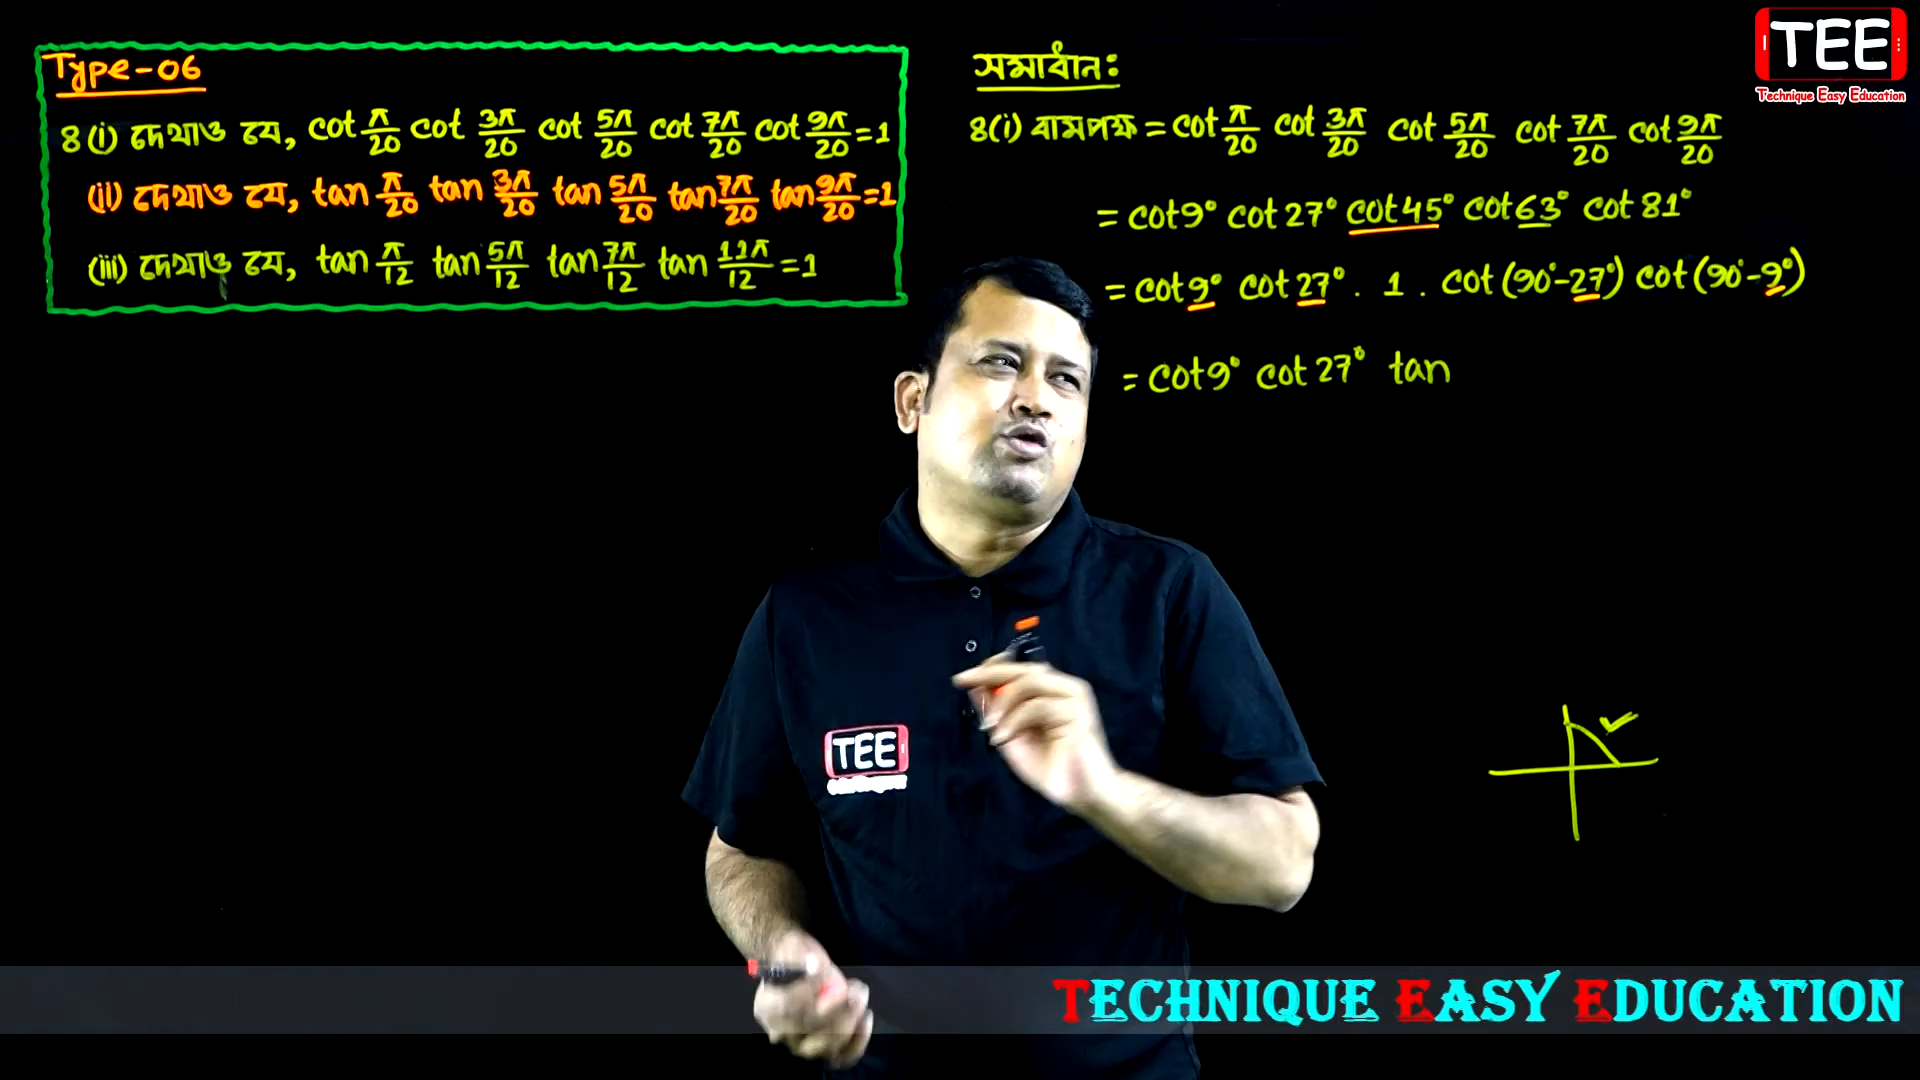 Type-06
8(i) দেখাও যে, cot π/20 cot 3π/20 cot 5π/20 cot 7π/20 cot 9π/20 = 1
(ii) দেখাও যে, tan π/20 tan 3π/20 tan 5π/20 tan 7π/20 tan 9π/20 = 1
(iii) দেখাও যে, tan π/12 tan 5π/12 tan 7π/12 tan 11π/12 = 1
সমাধান:
8(i) বামপক্ষ = cot π/20 cot 3π/20 cot 5π/20 cot 7π/20 cot 9π/20
= cot9° cot27° cot45° cot63° cot81°
= cot9° cot27° . 1 . cot(90°-27°) cot(90°-9°)
= cot9° cot27° tan
TEE
Technique Easy Education
TEE
TECHNIQUE EASY EDUCATION